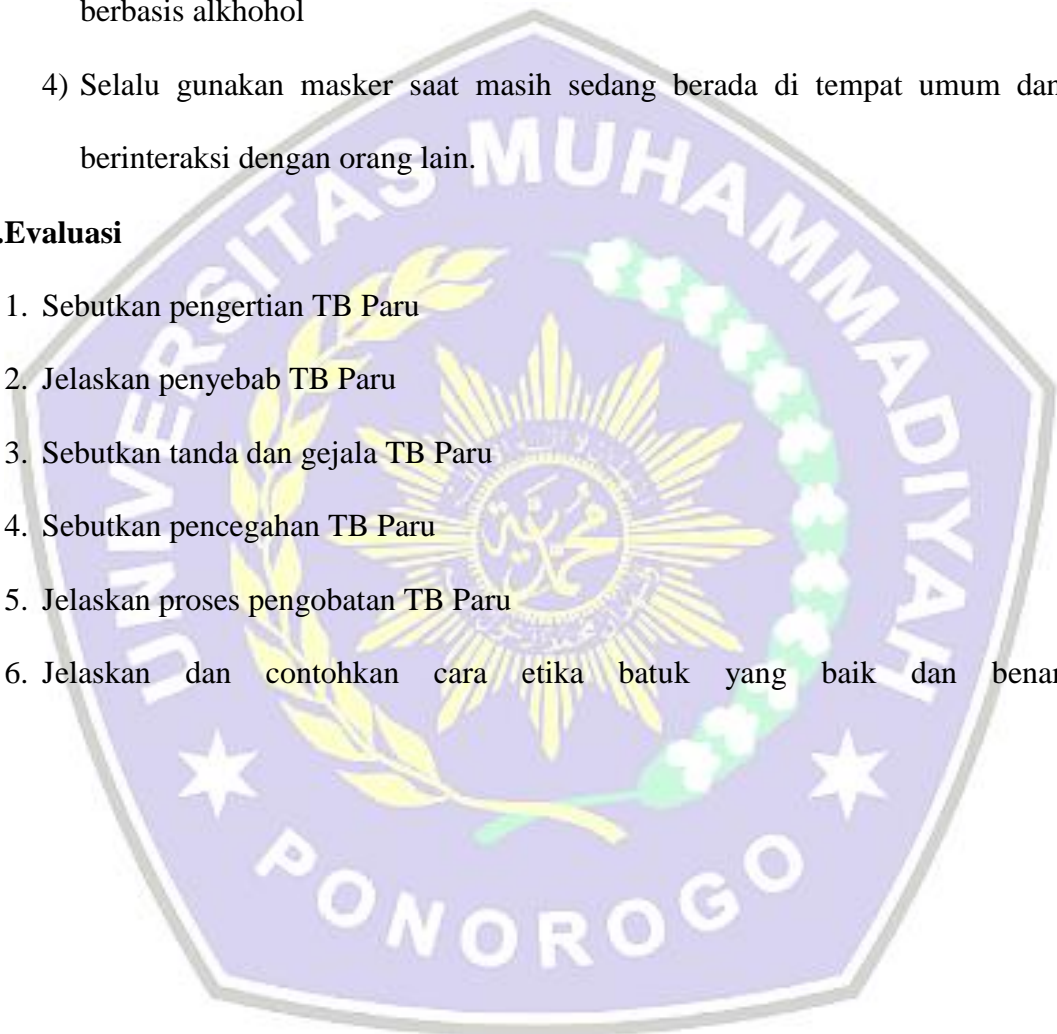 berbasis alkhohol
4) Selalu gunakan masker saat masih sedang berada di tempat umum dan
berinteraksi dengan orang lain.
.Evaluasi
1. Sebutkan pengertian TB Paru
2. Jelaskan penyebab TB Paru
3. Sebutkan tanda dan gejala TB Paru
4. Sebutkan pencegahan TB Paru
5. Jelaskan proses pengobatan TB Paru
6. Jelaskan dan contohkan cara etika batuk yang baik dan benar
UNIVERSITAS MUHAMMADIYAH
PONOROGO